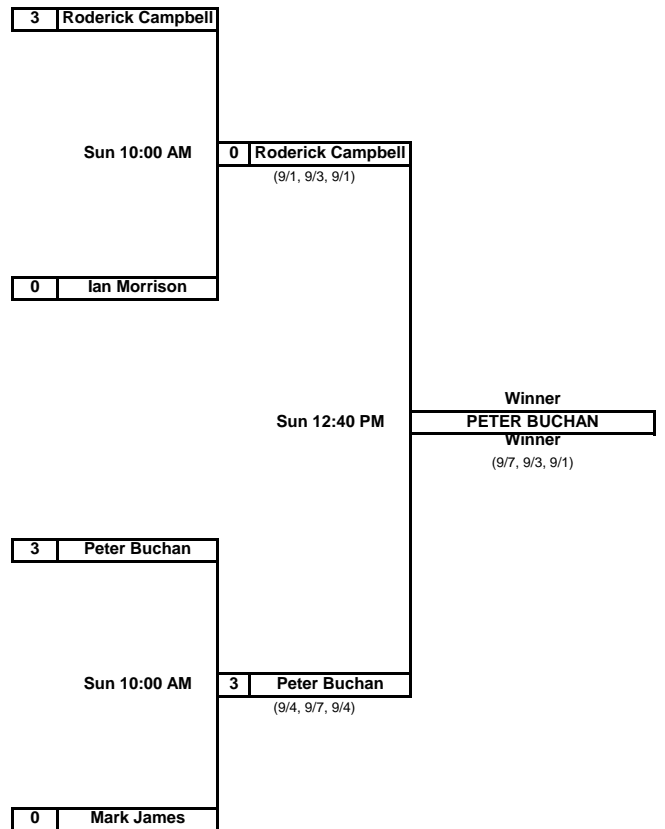 3 Roderick Campbell
Sun 10:00 AM
0 Roderick Campbell
(9/1, 9/3, 9/1)
0 Ian Morrison
Winner
Sun 12:40 PM
PETER BUCHAN
Winner
(9/7, 9/3, 9/1)
3 Peter Buchan
Sun 10:00 AM
3 Peter Buchan
(9/4, 9/7, 9/4)
0 Mark James